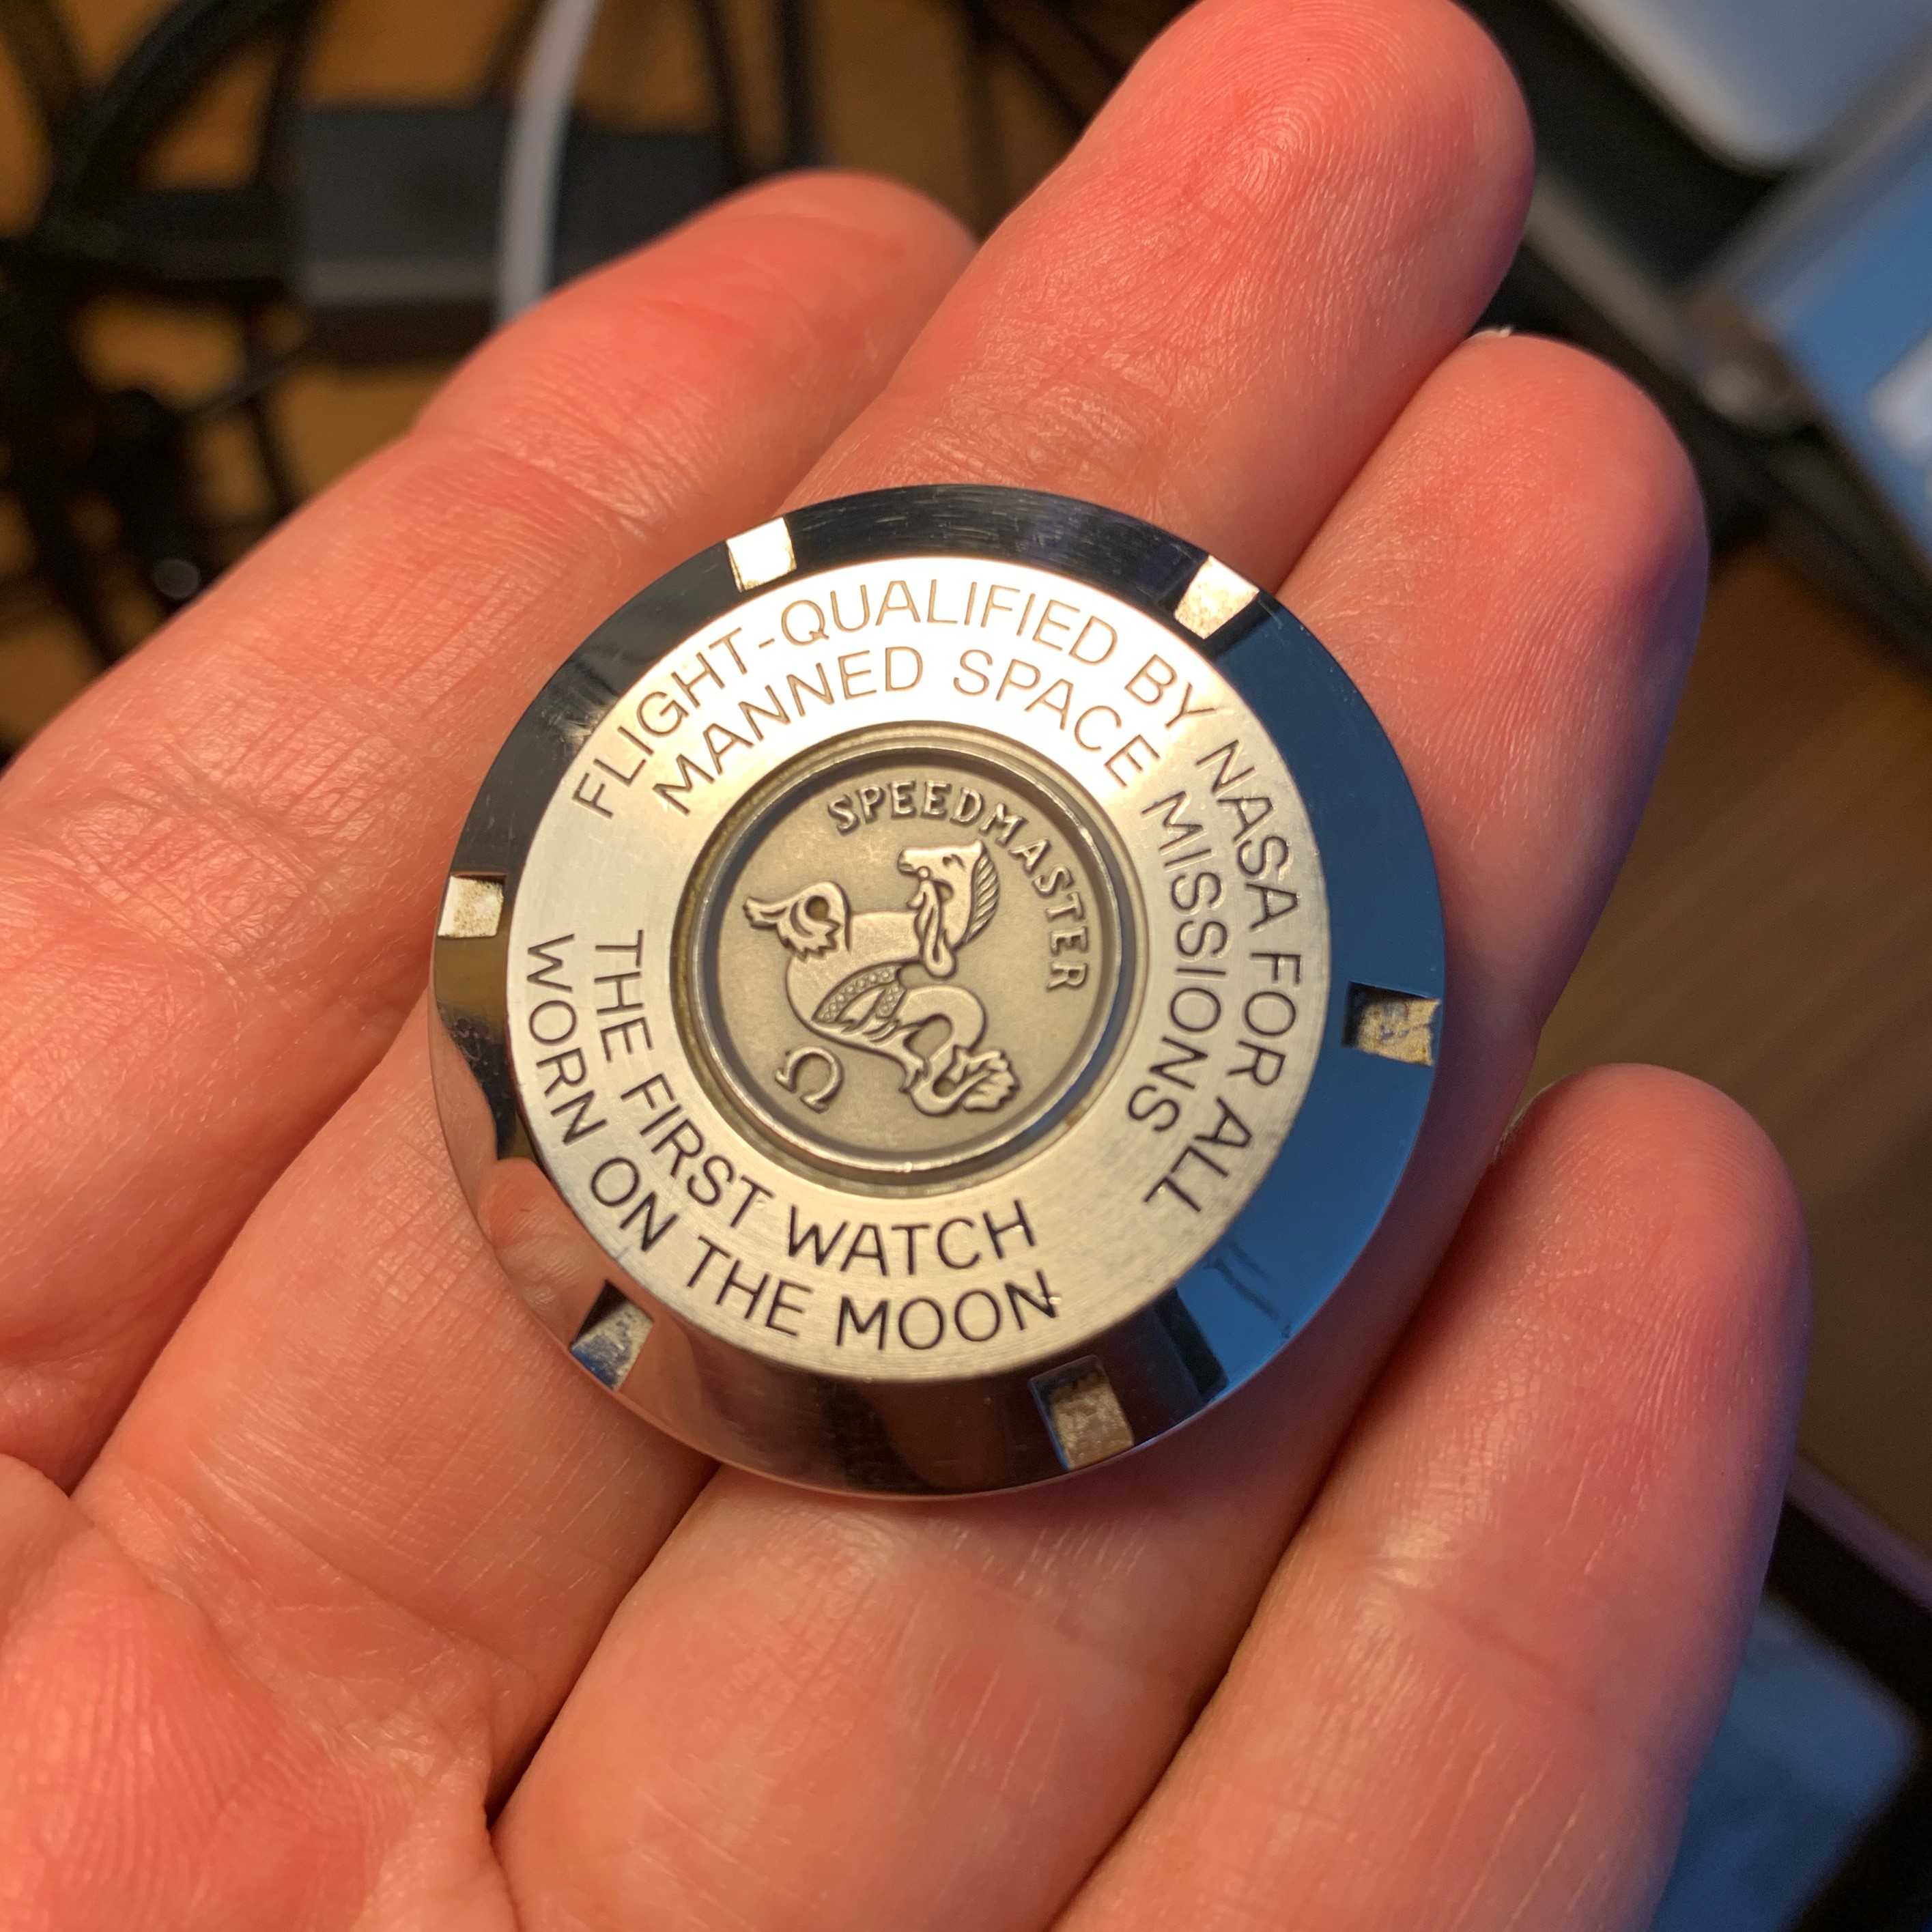 FLIGHT-QUALIFIED BY NASA FOR ALL
MANNED SPACE MISSIONS
SPEEDMASTER
Ω
THE FIRST WATCH
WORN ON THE MOON